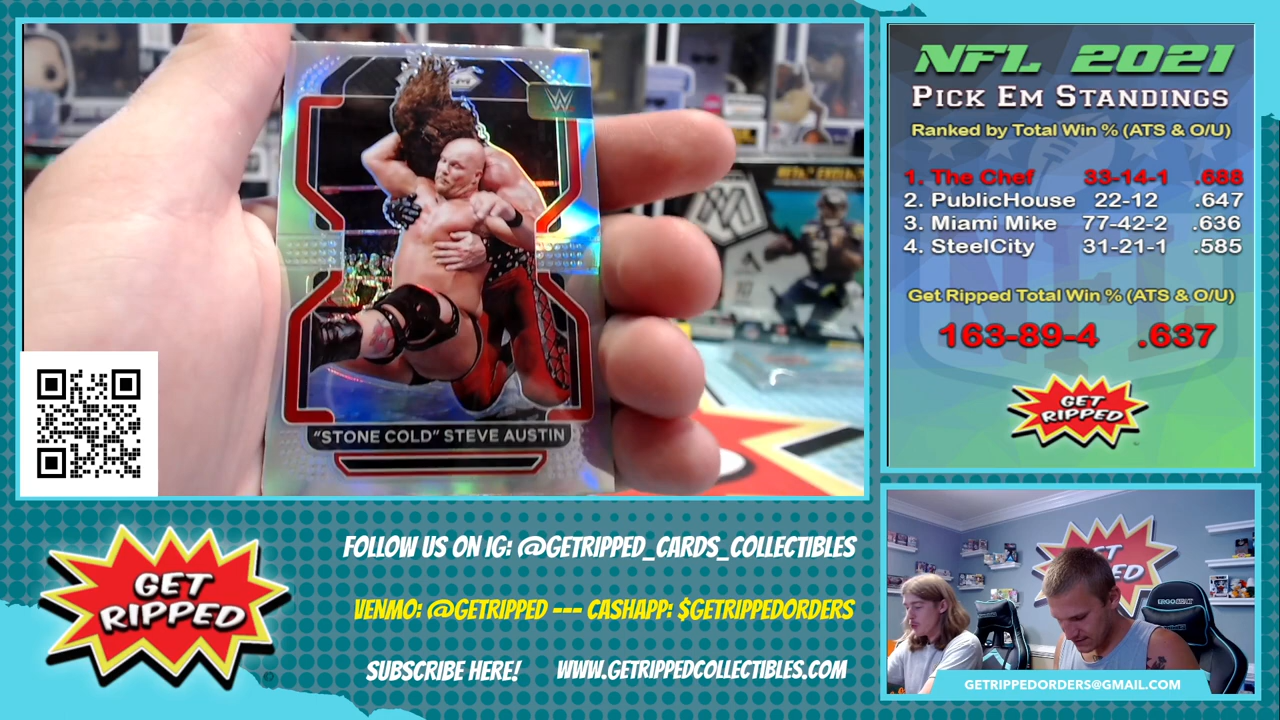 W
"STONE COLD" STEVE AUSTIN
NFL 2021
PICK EM STANDINGS
Ranked by Total Win % (ATS & O/U)
1. The Chef 33-14-1 .688
2. PublicHouse 22-12 .647
3. Miami Mike 77-42-2 .636
4. SteelCity 31-21-1 .585
Get Ripped Total Win % (ATS & O/U)
163-89-4 .637
GET
RIPPED
GET
RIPPED
FOLLOW US ON IG: @GETRIPPED_CARDS_COLLECTIBLES
VENMO: @GETRIPPED --- CASHAPP: $GETRIPPEDORDERS
SUBSCRIBE HERE! WWW.GETRIPPEDCOLLECTIBLES.COM
GETRIPPEDORDERS@GMAIL.COM